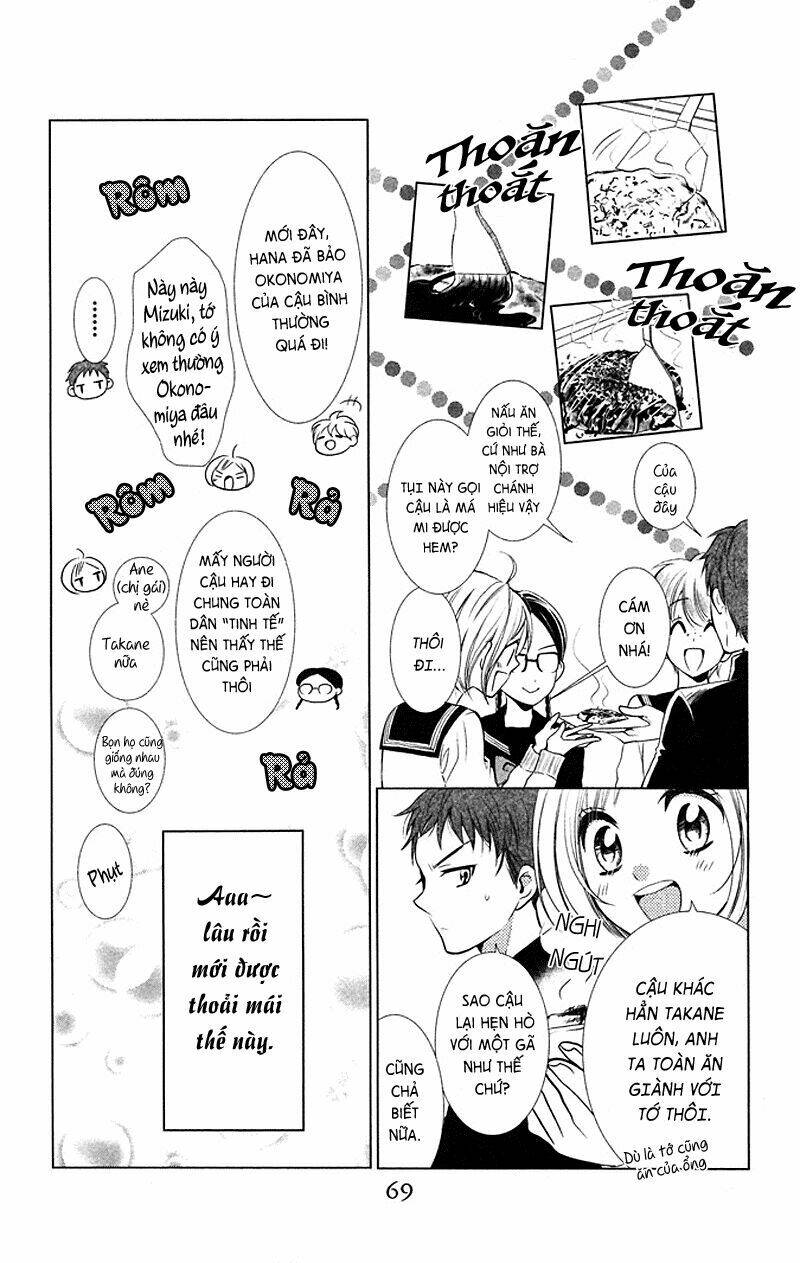 Thoăn
thoắt
Thoăn
thoắt
Của
cậu
đây
NẤU ĂN
GIỎI THẾ,
CỨ NHƯ BÀ
NỘI TRỢ
CHÁNH
HIỆU VẬY
TỤI NÀY GỌI
CẬU LÀ MÁ
MI ĐƯỢC
HEM?
CÁM
ƠN
NHÁ!
THÔI
ĐI...
NGHI
NGÚT
CẬU KHÁC
HẲN TAKANE
LUÔN, ANH
TA TOÀN ĂN
GIÀNH VỚI
TỚ THÔI.
Dù là tớ cũng
ăn của ổng
SAO CẬU
LẠI HẸN HÒ
VỚI MỘT GÃ
NHƯ THẾ
CHỨ?
CŨNG
CHẢ
BIẾT
NỮA.
Rôm
MỚI ĐÂY,
HANA ĐÃ BẢO
OKONOMIYA
CỦA CẬU BÌNH
THƯỜNG
QUÁ ĐI!
Này này
Mizuki, tớ
không có ý
xem thường
Okono-
miya đâu
nhé!
......
Rôm
Rả
MẤY NGƯỜI
CẬU HAY ĐI
CHUNG TOÀN
DÂN “TINH TẾ”
NÊN THẤY THẾ
CŨNG PHẢI
THÔI
Ane
(chị gái)
nè
Takane
nữa
Bọn họ cũng
giống nhau
mà đúng
không?
Rả
Phụt
Aaa~
lâu rồi
mới được
thoải mái
thế này.
69